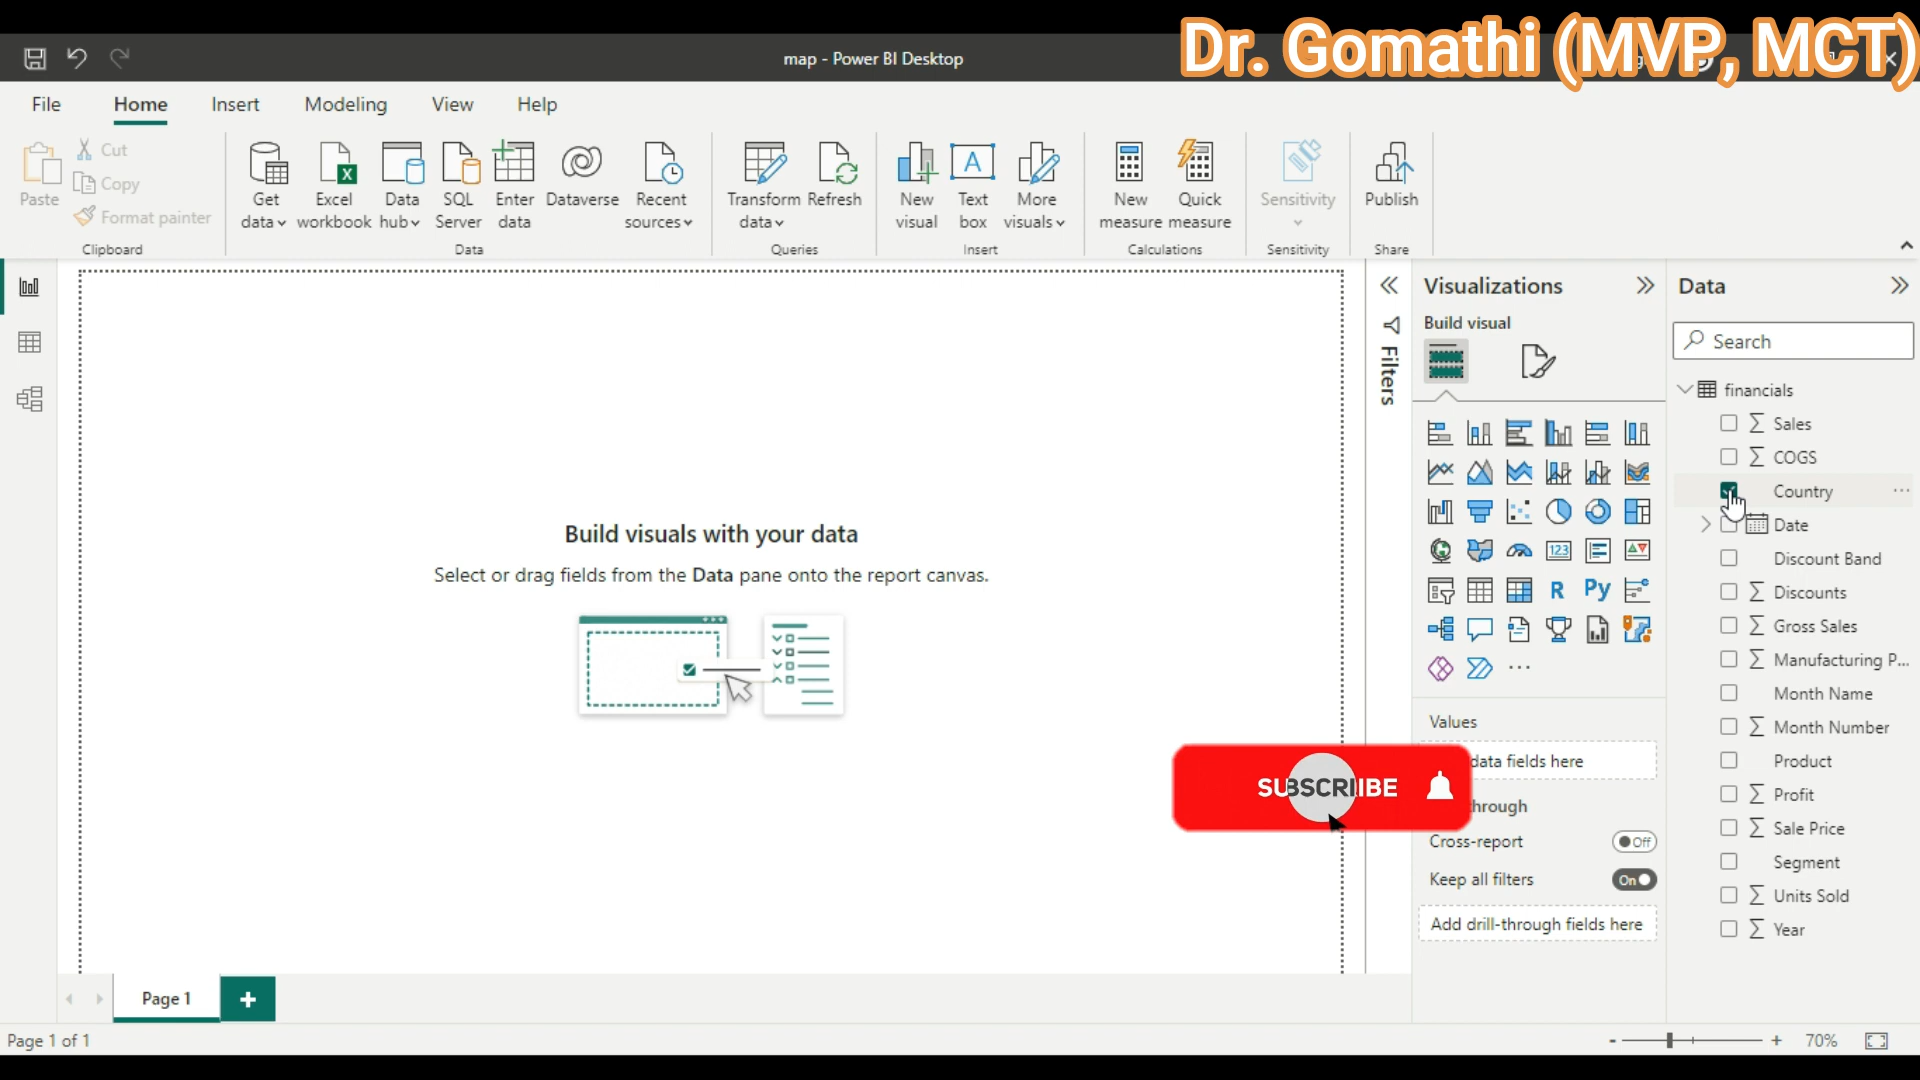 Dr. Gomathi (MVP, MCT)
map - Power BI Desktop
File Home Insert Modeling View Help
Paste
Cut
Copy
Format painter
Clipboard
Get data
Excel workbook
Data hub
SQL Server
Enter data
Dataverse
Recent sources
Data
Transform data
Refresh
Queries
New visual
Text box
More visuals
Insert
New measure
Quick measure
Calculations
Sensitivity
Sensitivity
Publish
Share
Build visuals with your data
Select or drag fields from the Data pane onto the report canvas.
Filters
Visualizations
Build visual
123
R
Py
Values
data fields here
SUBSCRIBE
hrough
Cross-report
Off
Keep all filters
On
Add drill-through fields here
Data
Search
financials
Sales
COGS
Country
Date
Discount Band
Discounts
Gross Sales
Manufacturing P...
Month Name
Month Number
Product
Profit
Sale Price
Segment
Units Sold
Year
Page 1
Page 1 of 1
70%